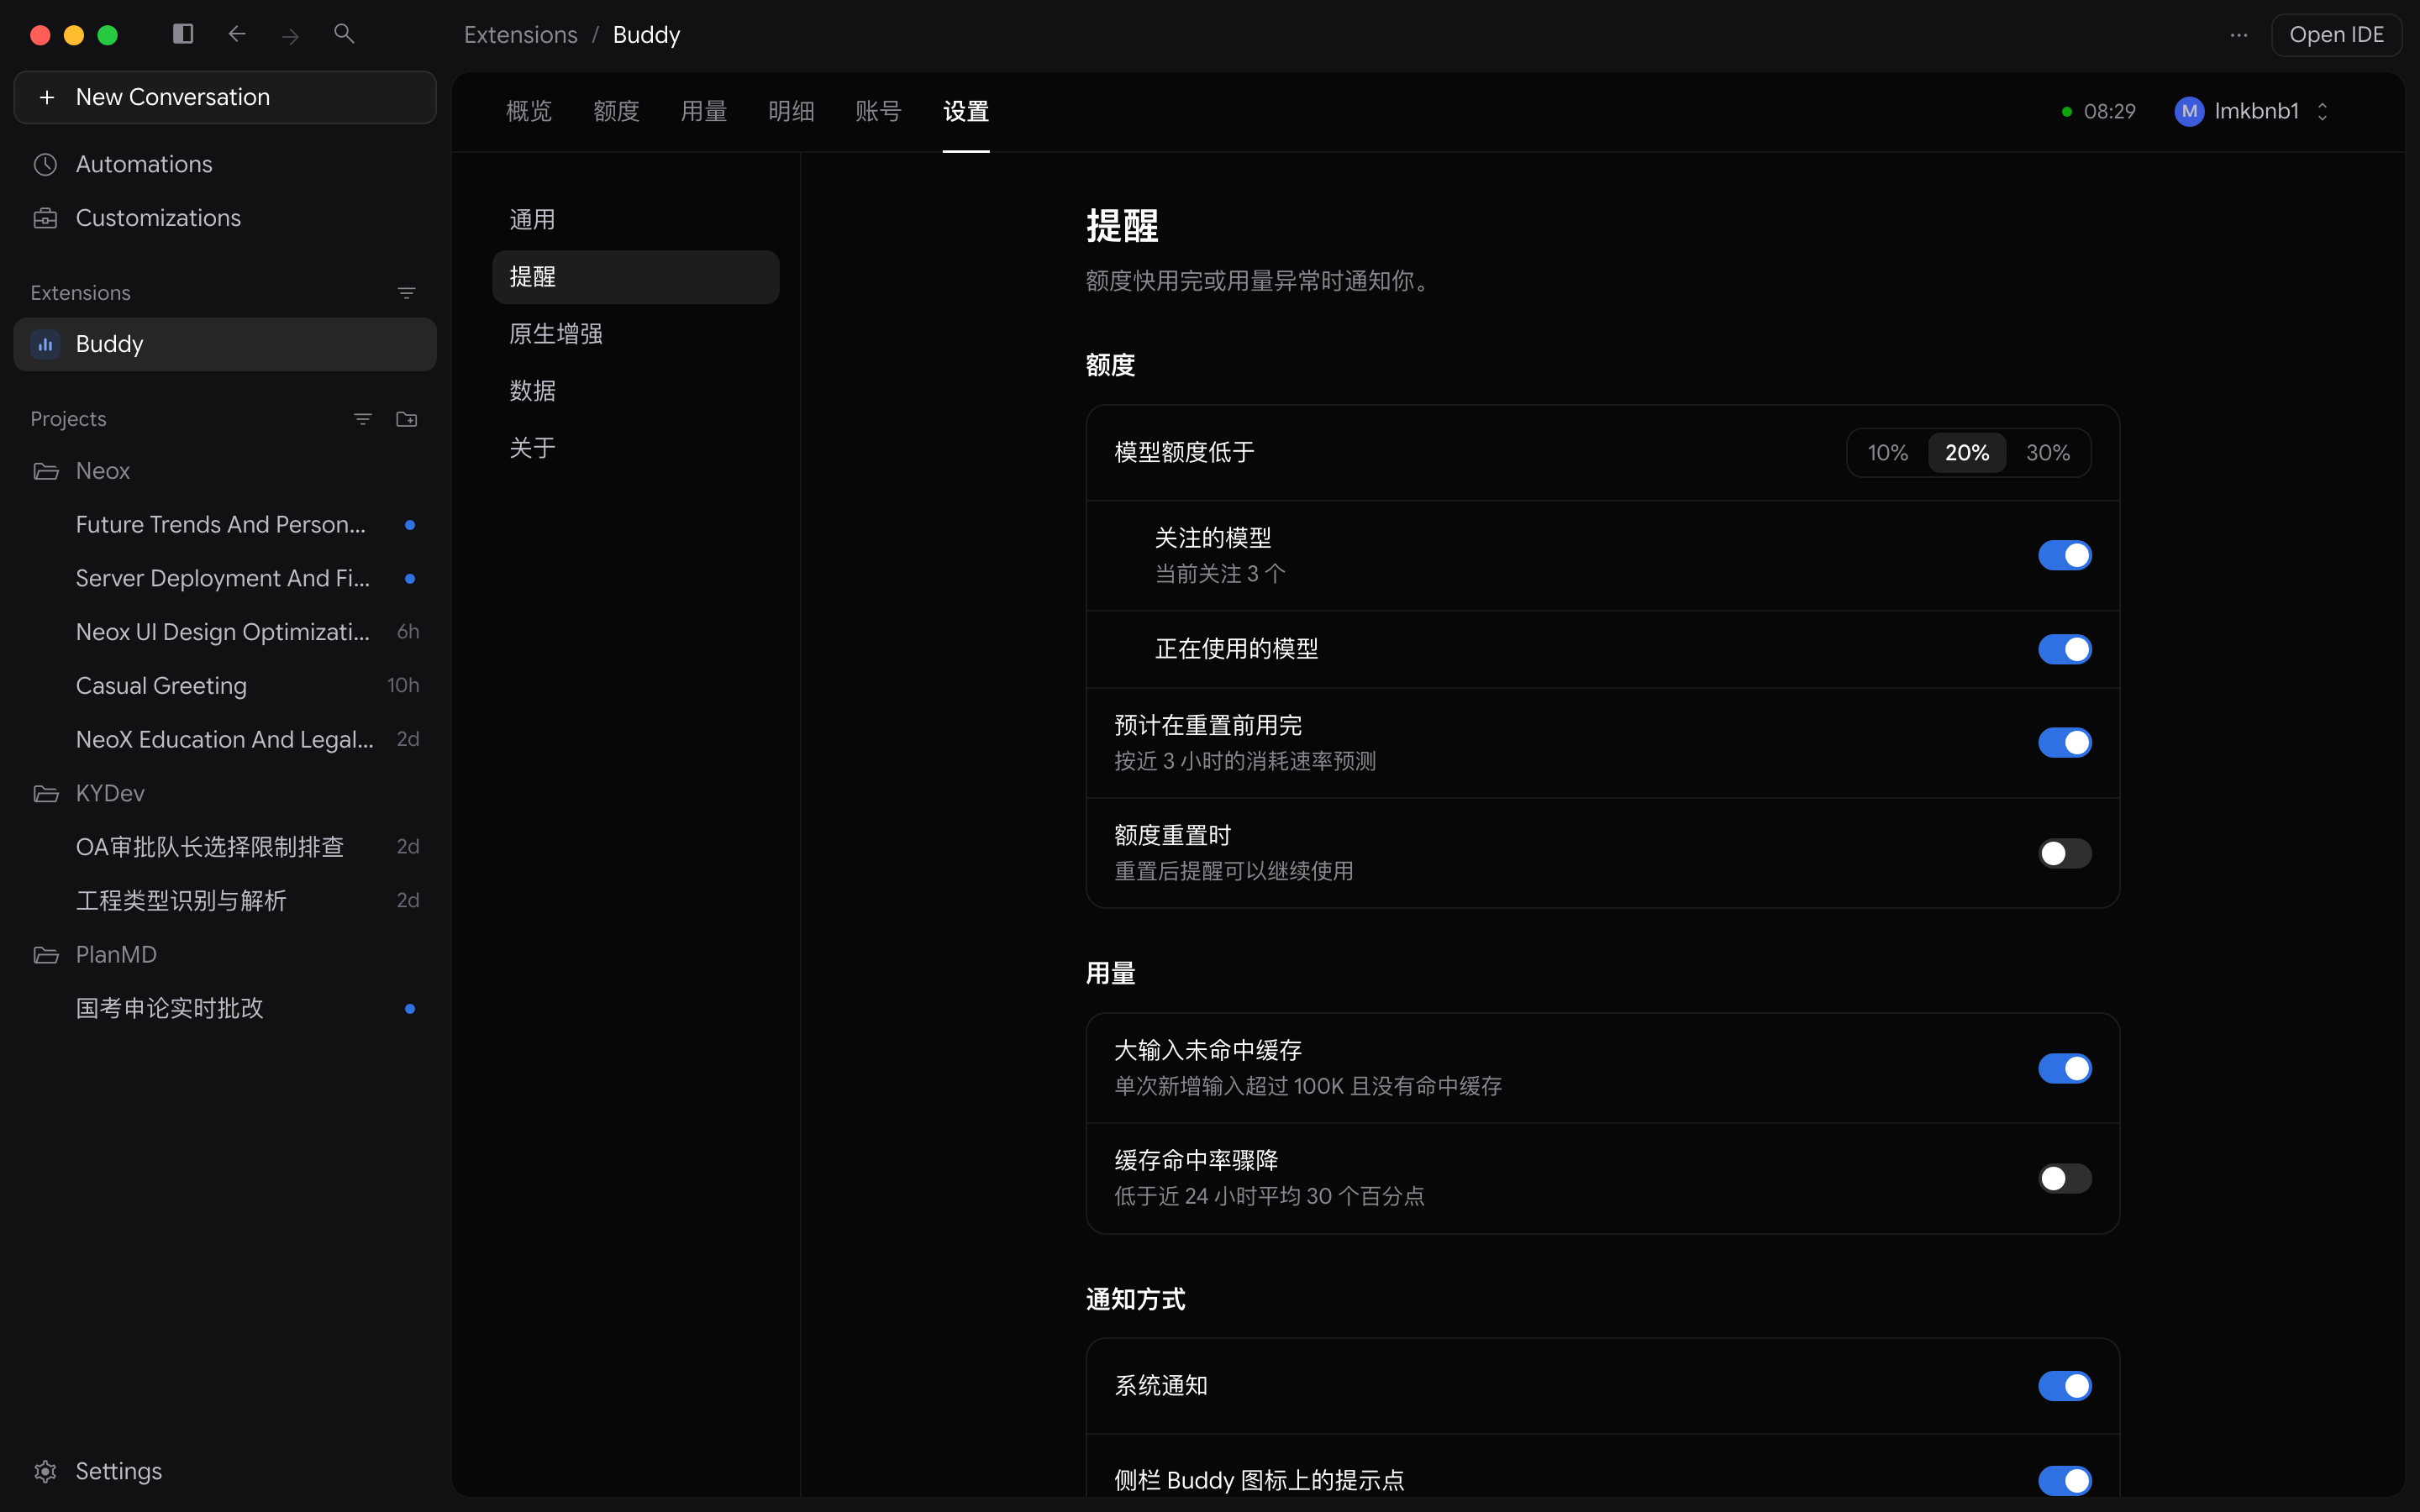 Extensions / Buddy
Open IDE
New Conversation
Automations
Customizations
Extensions
Buddy
Projects
Neox
Future Trends And Person...
Server Deployment And Fi...
Neox UI Design Optimizati... 6h
Casual Greeting 10h
NeoX Education And Legal... 2d
KYDev
OA审批队长选择限制排查 2d
工程类型识别与解析 2d
PlanMD
国考申论实时批改
Settings
概览 额度 用量 明细 账号 设置
08:29 M lmkbnb1
通用
提醒
原生增强
数据
关于
提醒
额度快用完或用量异常时通知你。
额度
模型额度低于 10% 20% 30%
关注的模型
当前关注 3 个
正在使用的模型
预计在重置前用完
按近 3 小时的消耗速率预测
额度重置时
重置后提醒可以继续使用
用量
大输入未命中缓存
单次新增输入超过 100K 且没有命中缓存
缓存命中率骤降
低于近 24 小时平均 30 个百分点
通知方式
系统通知
侧栏 Buddy 图标上的提示点